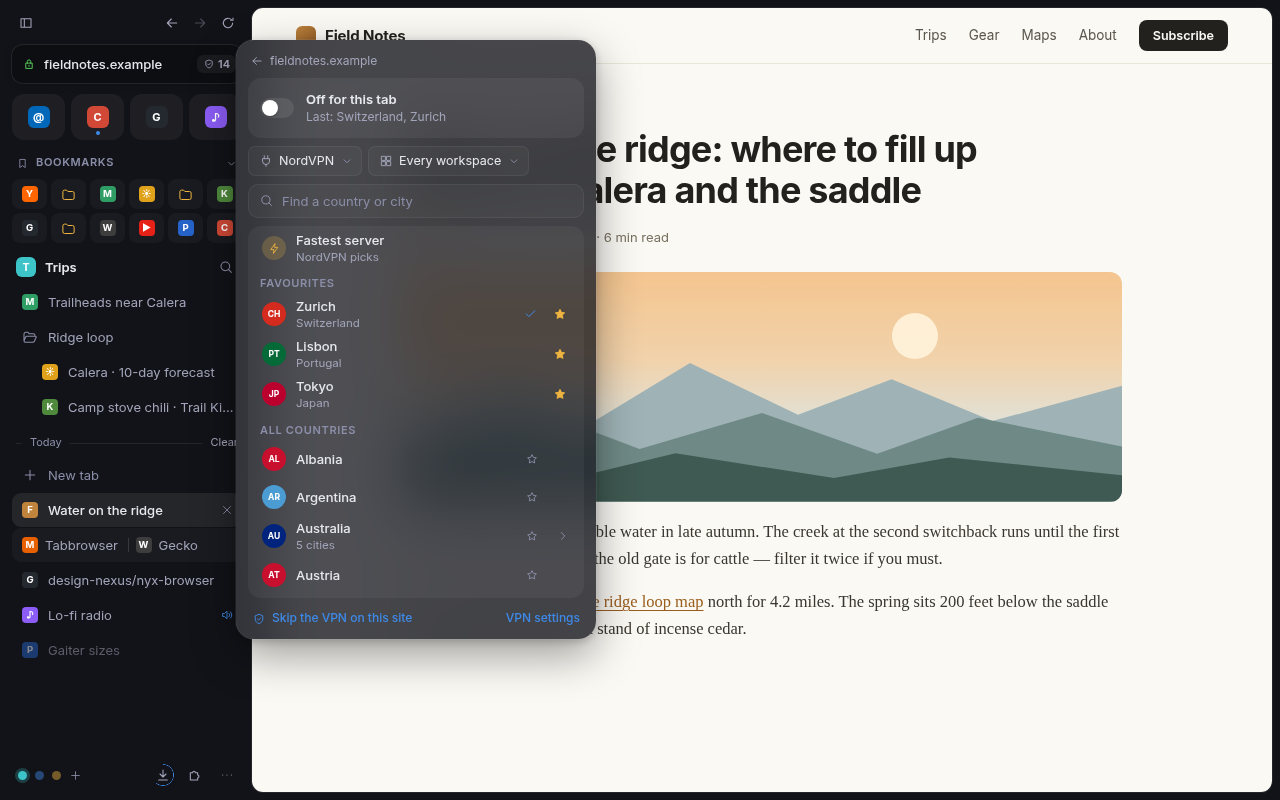 fieldnotes.example
14
@
C
G
BOOKMARKS
Y
M
K
G
W
P
C
T
Trips
M
Trailheads near Calera
Ridge loop
Calera · 10-day forecast
K
Camp stove chili · Trail Ki...
Today
Clear
New tab
F
Water on the ridge
M
Tabbrowser
W
Gecko
G
design-nexus/nyx-browser
Lo-fi radio
P
Gaiter sizes
fieldnotes.example
Off for this tab
Last: Switzerland, Zurich
NordVPN
Every workspace
Find a country or city
Fastest server
NordVPN picks
FAVOURITES
CH
Zurich
Switzerland
PT
Lisbon
Portugal
JP
Tokyo
Japan
ALL COUNTRIES
AL
Albania
AR
Argentina
AU
Australia
5 cities
AT
Austria
Skip the VPN on this site
VPN settings
Field Notes
Trips
Gear
Maps
About
Subscribe
e ridge: where to fill up
alera and the saddle
· 6 min read
ble water in late autumn. The creek at the second switchback runs until the first
the old gate is for cattle — filter it twice if you must.
e ridge loop map north for 4.2 miles. The spring sits 200 feet below the saddle
stand of incense cedar.